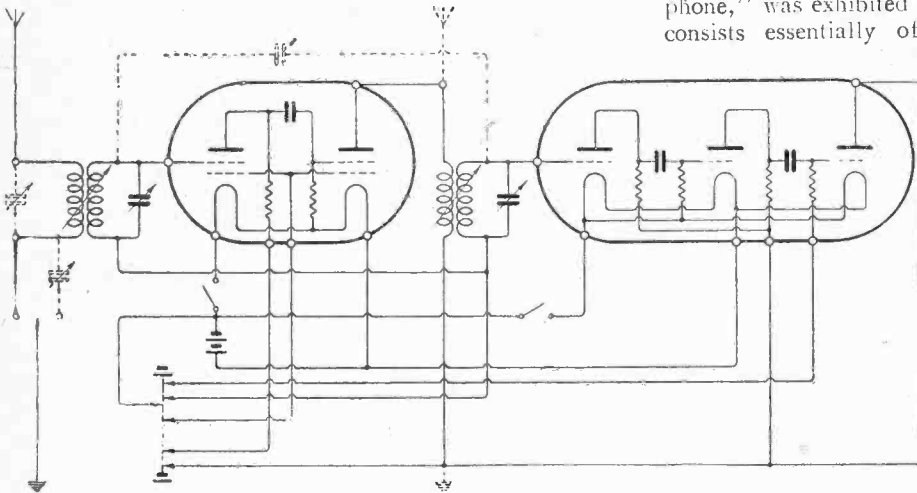 phone," was exhibited
consists essentially of